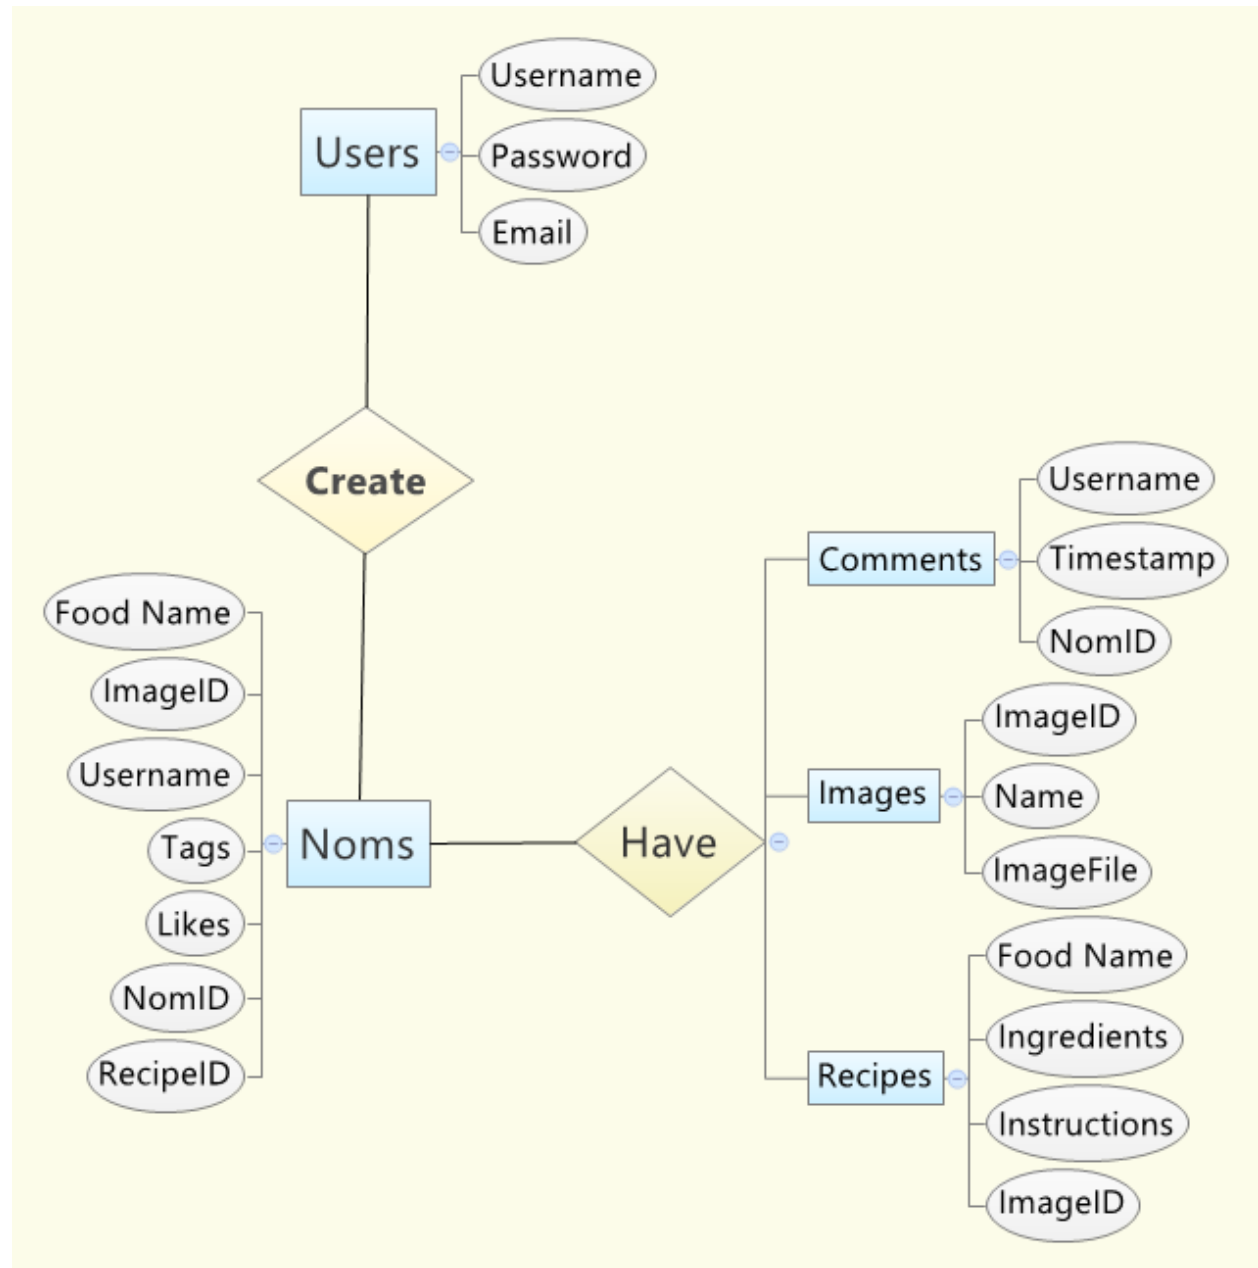 Users
Username
Password
Email
Create
Food Name
ImageID
Username
Tags
Likes
NomID
RecipeID
Noms
Have
Comments
Username
Timestamp
NomID
Images
ImageID
Name
ImageFile
Recipes
Food Name
Ingredients
Instructions
ImageID